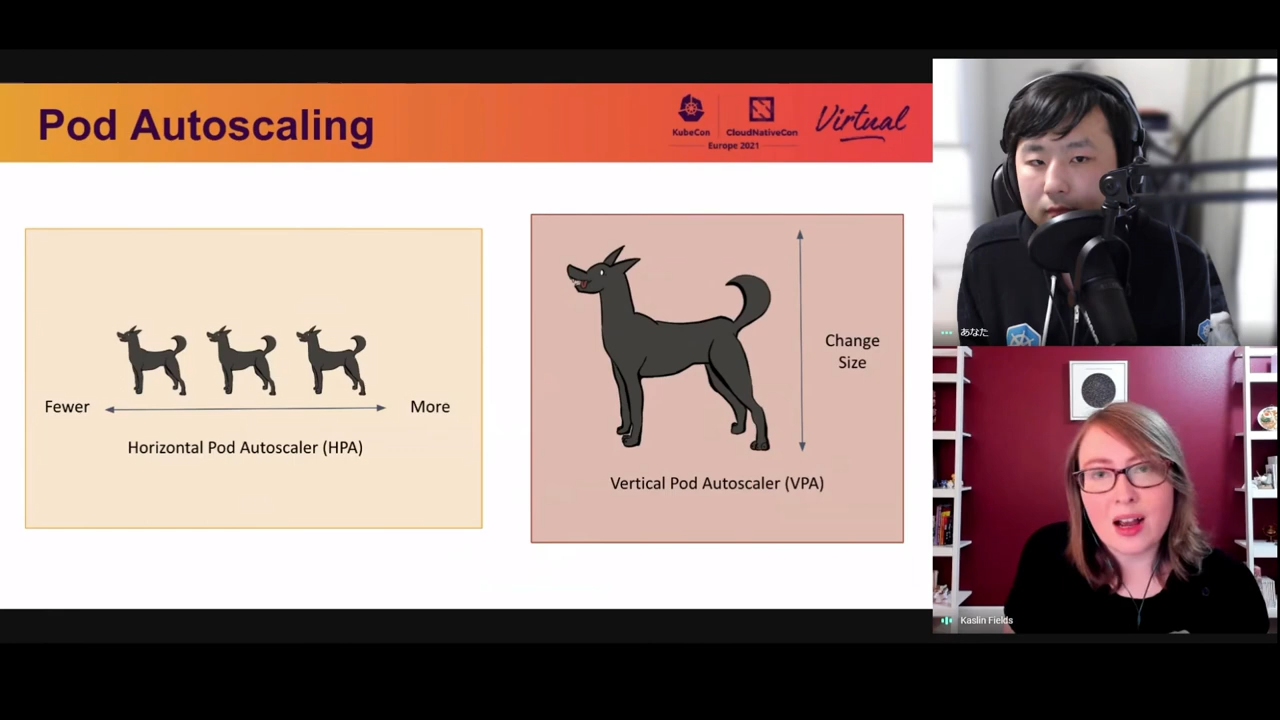 Pod Autoscaling
KubeCon
CloudNativeCon
Europe 2021
Virtual
Fewer
More
Horizontal Pod Autoscaler (HPA)
Change
Size
Vertical Pod Autoscaler (VPA)
あなた
Kaslin Fields